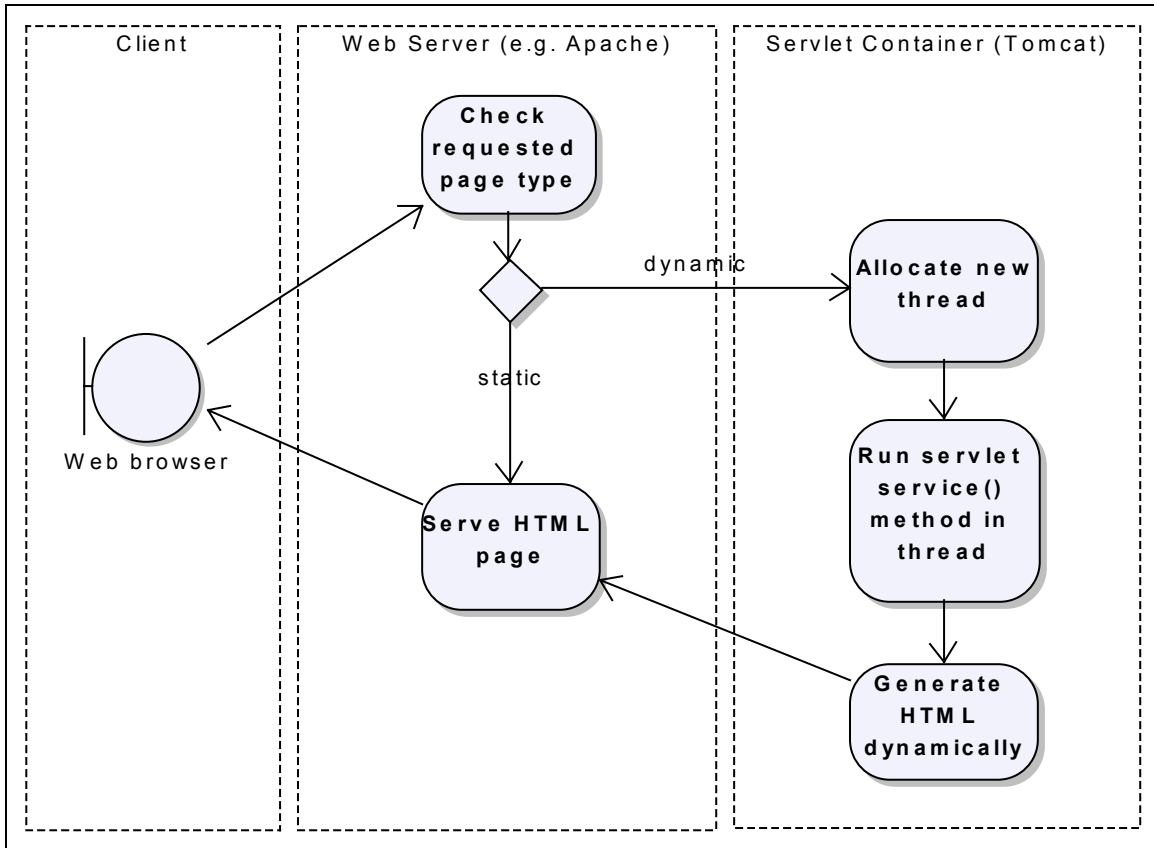 Client
Web Server (e.g. Apache)
Servlet Container (Tomcat)
Check
requested
page type
dynamic
Allocate new
thread
static
Web browser
Run servlet
service()
method in
thread
Serve HTML
page
Generate
HTML
dynamically